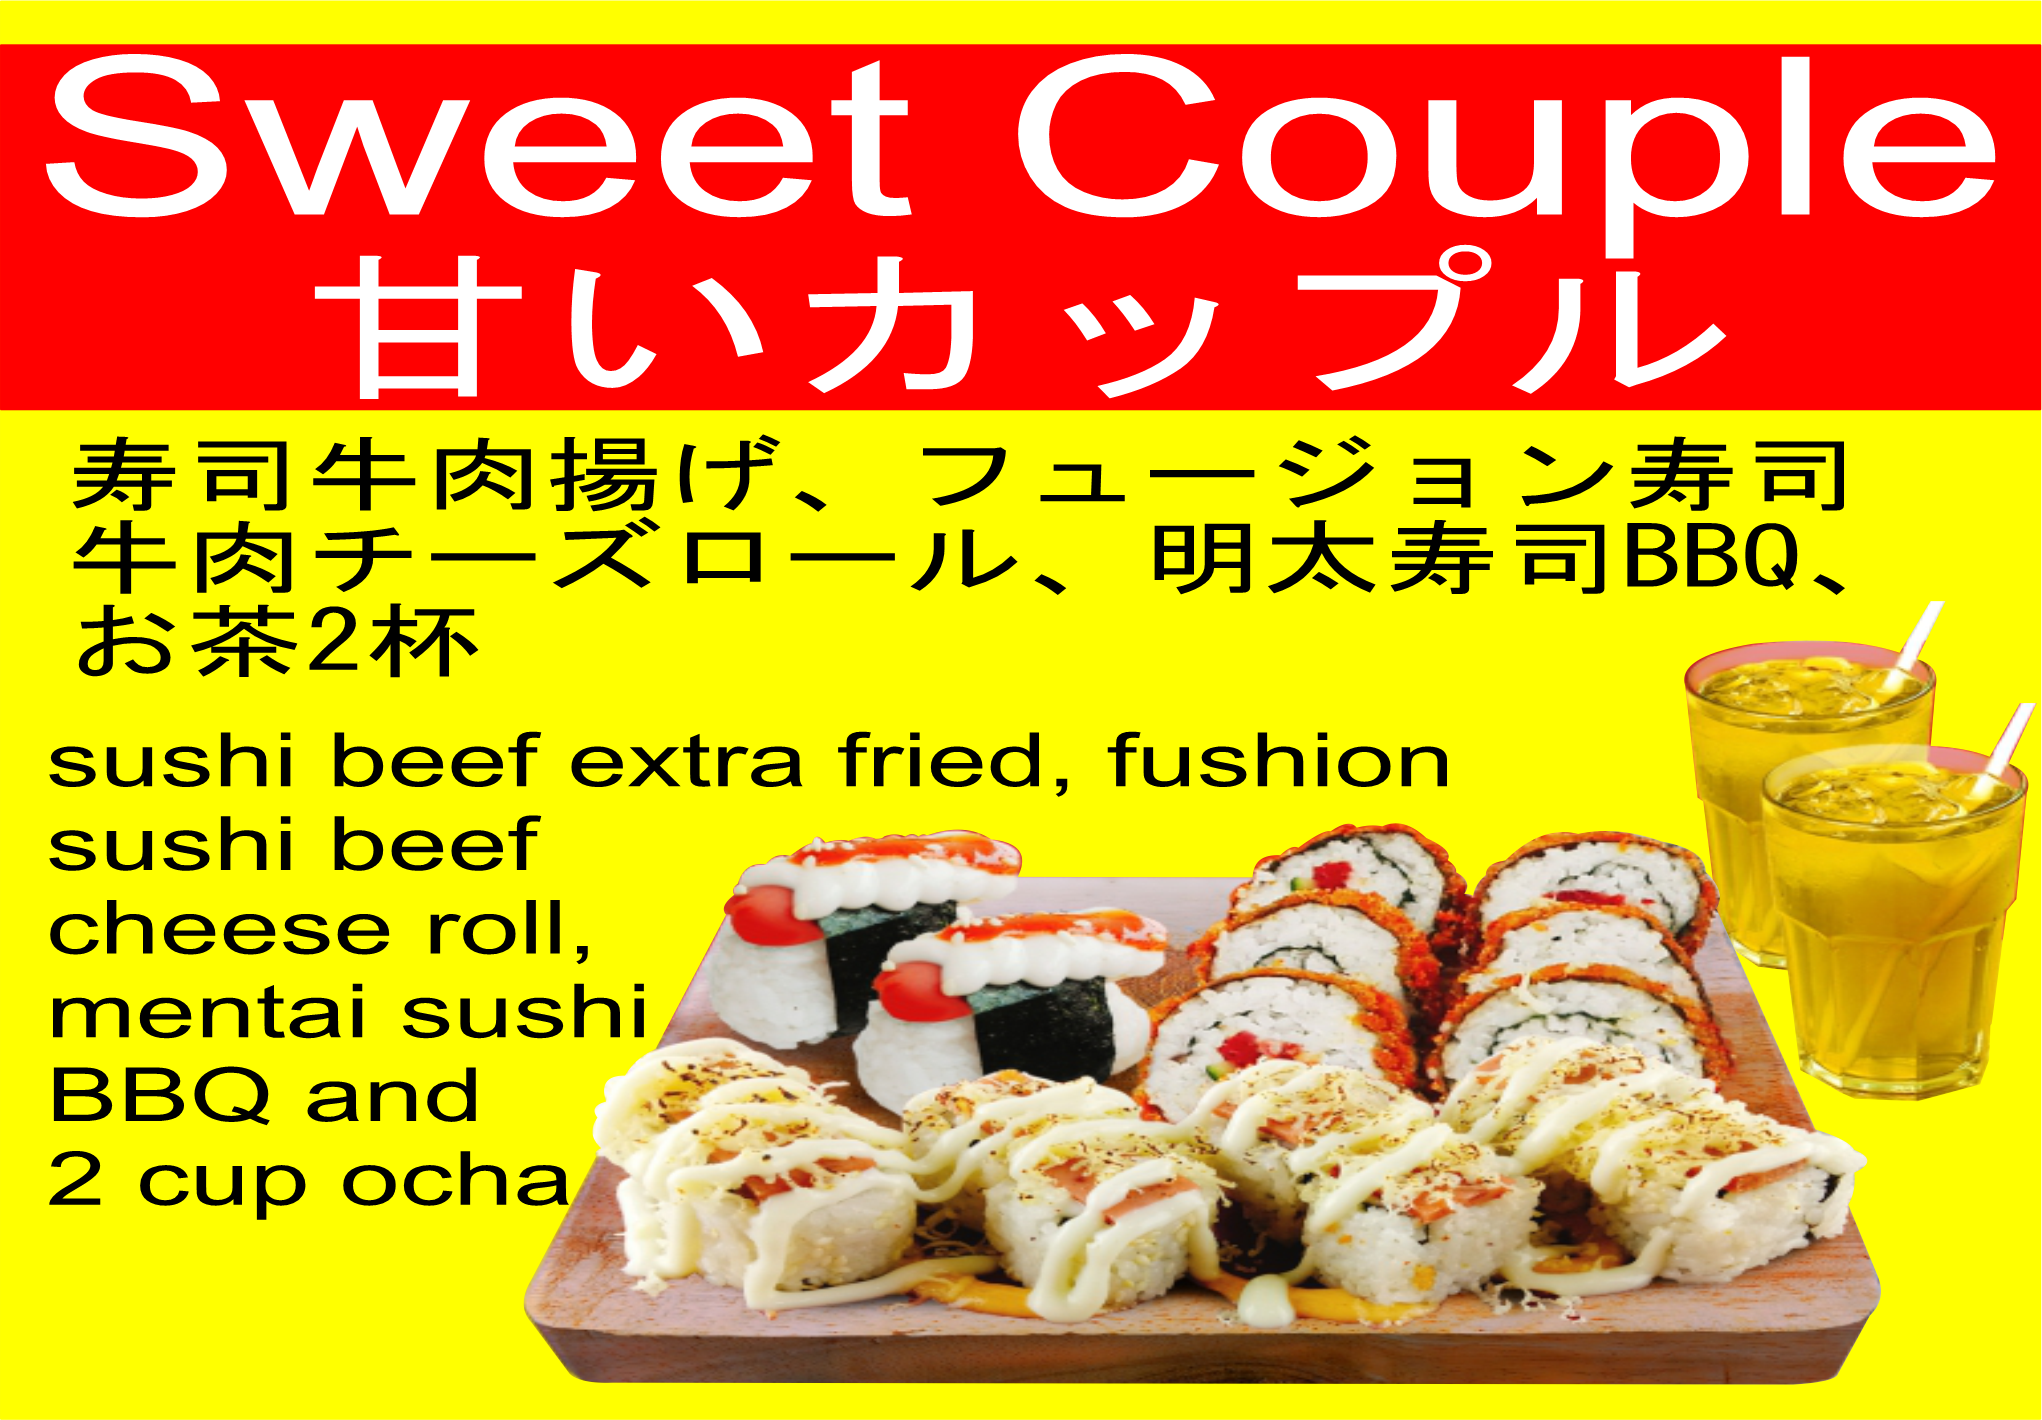 Sweet Couple
甘いカップル
寿司牛肉揚げ、フュージョン寿司
牛肉チーズロール、明太寿司BBQ、
お茶2杯
sushi beef extra fried, fushion
sushi beef
cheese roll,
mentai sushi
BBQ and
2 cup ocha